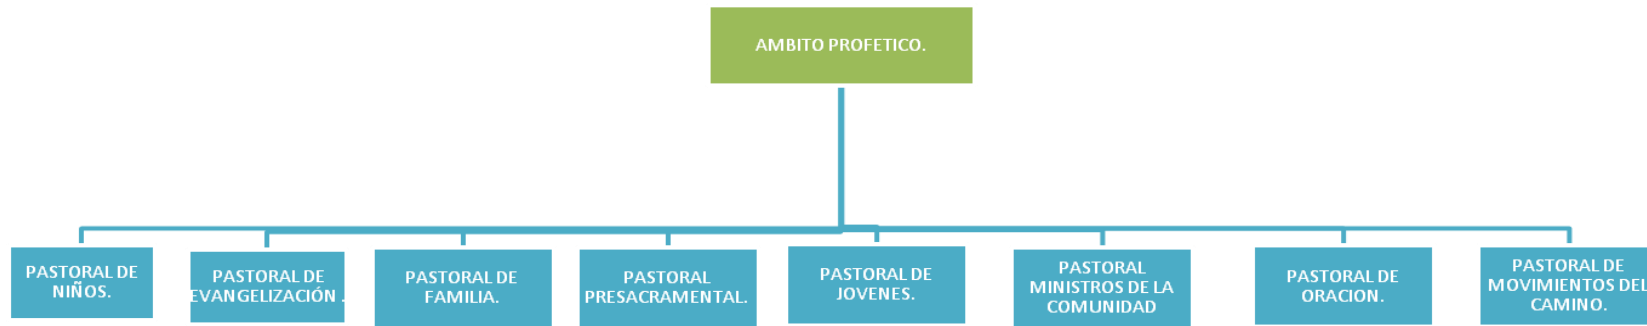 AMBITO PROFETICO.
PASTORAL DE
NIÑOS.
PASTORAL DE
EVANGELIZACIÓN .
PASTORAL DE
FAMILIA.
PASTORAL
PRESACRAMENTAL.
PASTORAL DE
JOVENES.
PASTORAL
MINISTROS DE LA
COMUNIDAD
PASTORAL DE
ORACION.
PASTORAL DE
MOVIMIENTOS DEL
CAMINO.